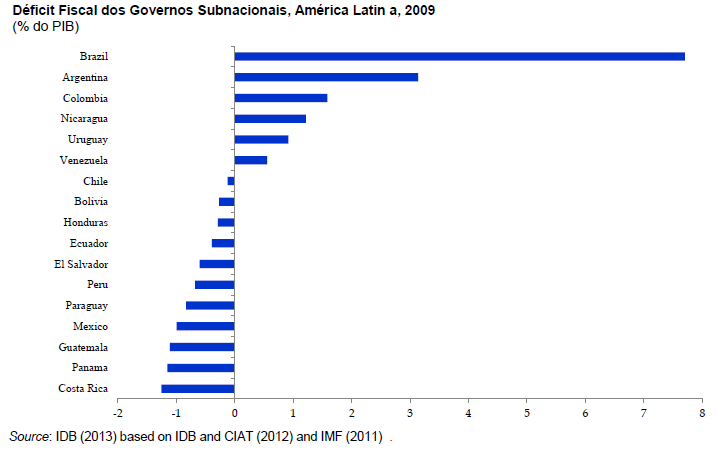 Déficit Fiscal dos Governos Subnacionais, América Latin a, 2009
(% do PIB)
Brazil
Argentina
Colombia
Nicaragua
Uruguay
Venezuela
Chile
Bolivia
Honduras
Ecuador
El Salvador
Peru
Paraguay
Mexico
Guatemala
Panama
Costa Rica
-2 -1 0 1 2 3 4 5 6 7 8
Source: IDB (2013) based on IDB and CIAT (2012) and IMF (2011) .